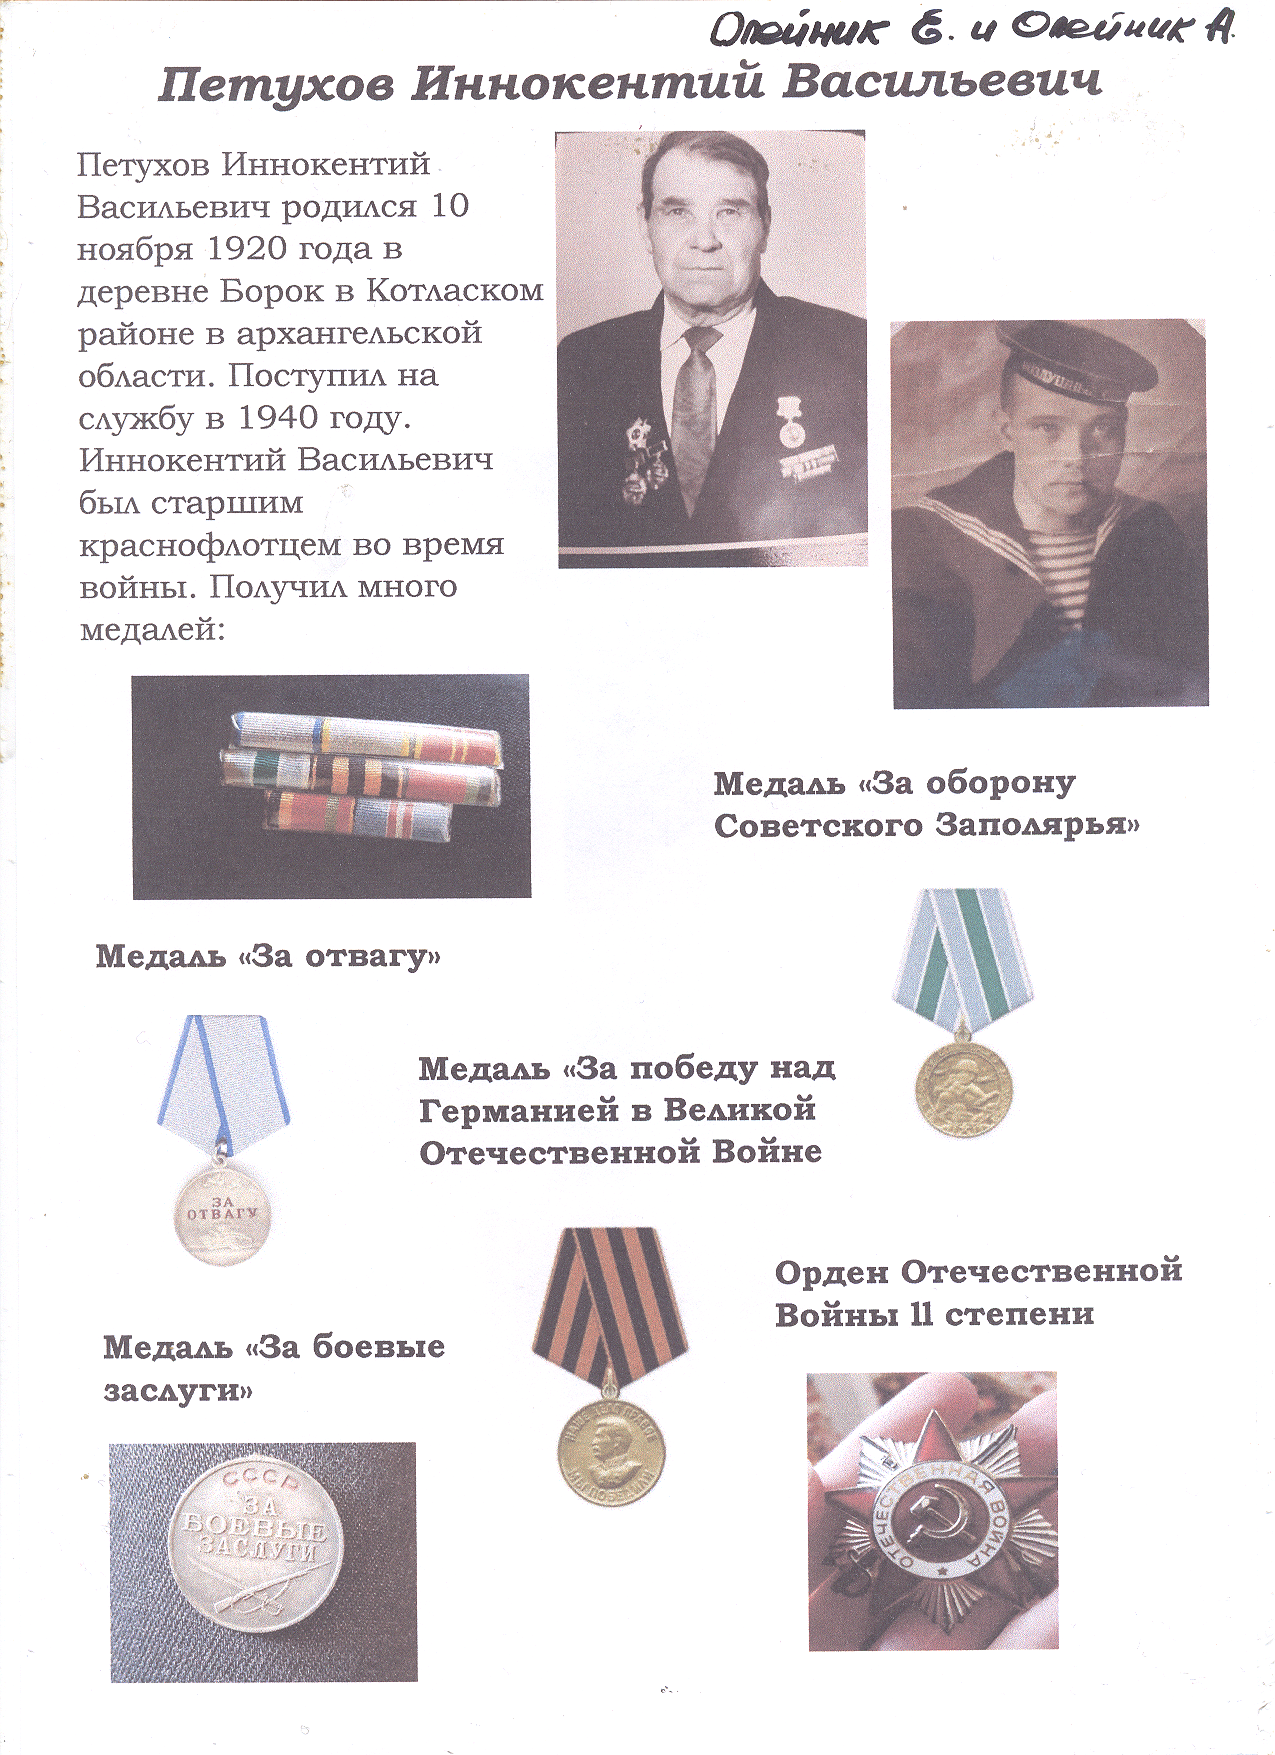 Олейник Е. и Олейник А.
Петухов Иннокентий Васильевич
Петухов Иннокентий
Васильевич родился 10
ноября 1920 года в
деревне Борок в Котласком
районе в архангельской
области. Поступил на
службу в 1940 году.
Иннокентий Васильевич
был старшим
краснофлотцем во время
войны. Получил много
медалей:
Медаль «За оборону
Советского Заполярья»
Медаль «За отвагу»
ЗА
ОТВАГУ
Медаль «За победу над
Германией в Великой
Отечественной Войне
НАШЕ ДЕЛО ПРАВОЕ
МЫ ПОБЕДИЛИ
Орден Отечественной
Войны 11 степени
ОТЕЧЕСТВЕННАЯ ВОЙНА
Медаль «За боевые
заслуги»
СССР
ЗА
БОЕВЫЕ
ЗАСЛУГИ